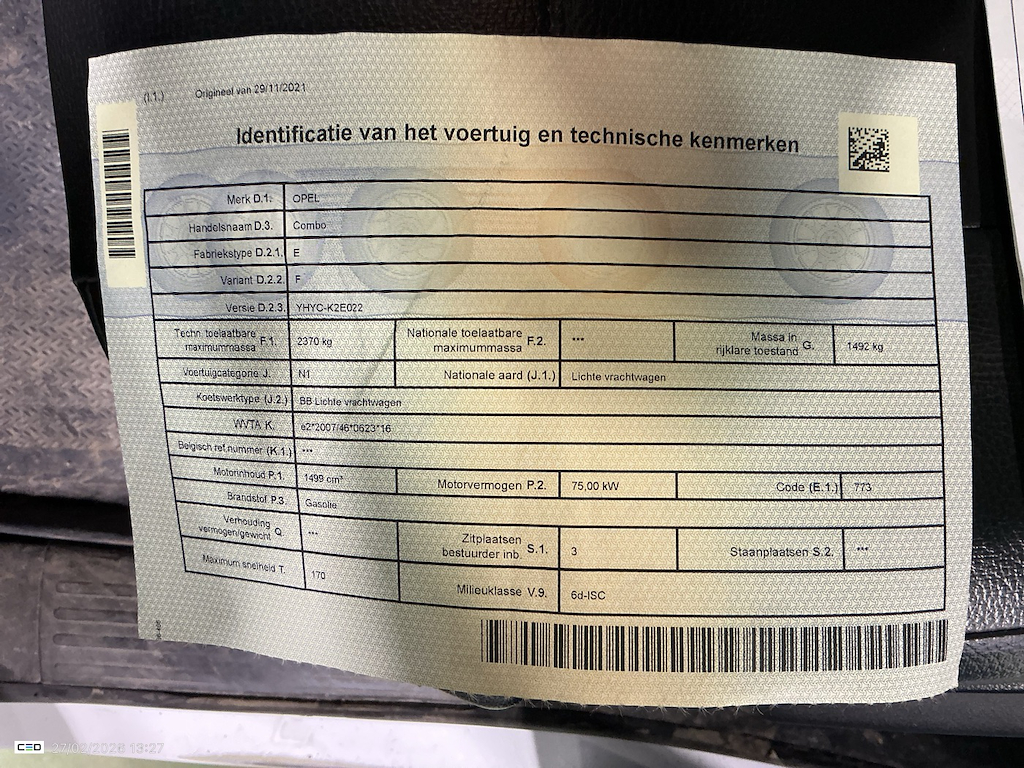 (I.1.) Origineel van 29/11/2021
Identificatie van het voertuig en technische kenmerken
Merk D.1. OPEL
Handelsnaam D.3. Combo
Fabriekstype D.2.1. E
Variant D.2.2. F
Versie D.2.3. YHYC-K2E022
Techn. toelaatbare maximummassa F.1. 2370 kg Nationale toelaatbare maximummassa F.2. *** Massa in rijklare toestand G. 1492 kg
Voertuigcategorie J. N1 Nationale aard (J.1.) Lichte vrachtwagen
Koetswerktype (J.2.) BB Lichte vrachtwagen
WVTA K. e2*2007/46*0623*16
Belgisch ref.nummer (K.1.) ***
Motorinhoud P.1. 1499 cm³ Motorvermogen P.2. 75,00 kW Code (E.1.) 773
Brandstof P.3. Gasolie
Verhouding vermogen/gewicht Q. *** Zitplaatsen bestuurder inb. S.1. 3 Staanplaatsen S.2. ***
Maximum snelheid T. 170 Milieuklasse V.9. 6d-ISC